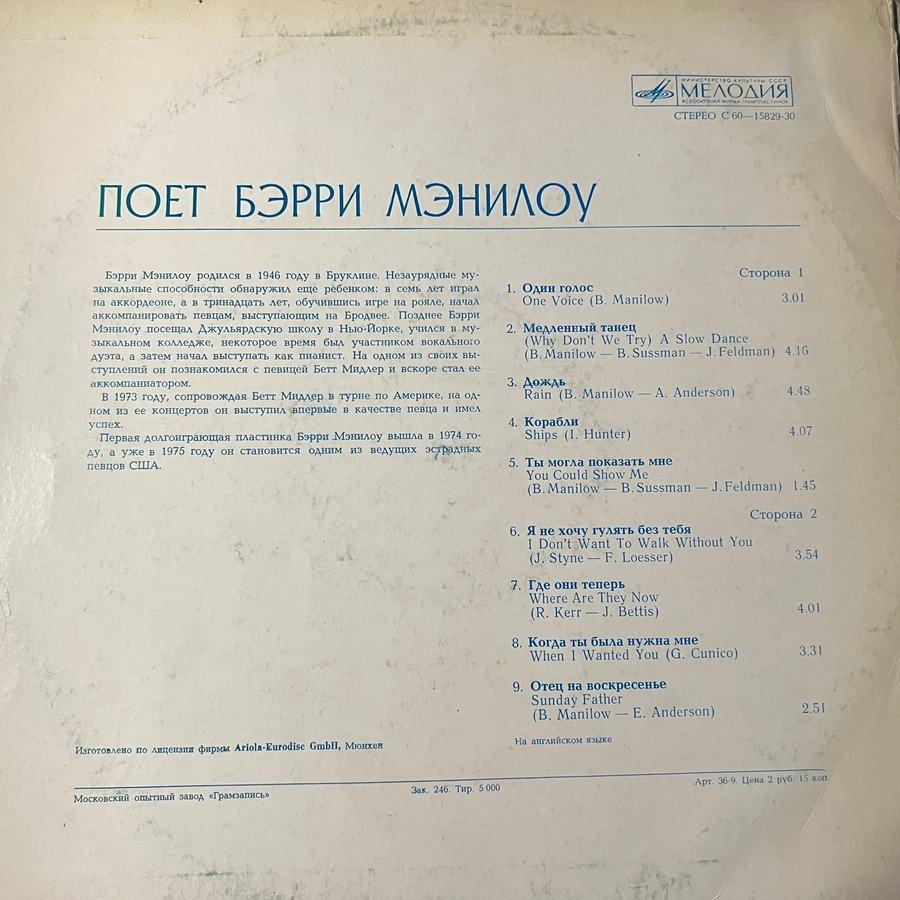 МИНИСТЕРСТВО КУЛЬТУРЫ СССР
МЕЛОДИЯ
ВСЕСОЮЗНАЯ ФИРМА ГРАМПЛАСТИНОК
СТЕРЕО С 60—15829-30
ПОЕТ БЭРРИ МЭНИЛОУ
Бэрри Мэнилоу родился в 1946 году в Бруклине. Незаурядные му-
зыкальные способности обнаружил еще ребенком: в семь лет играл
на аккордеоне, а в тринадцать лет, обучившись игре на рояле, начал
аккомпанировать певцам, выступающим на Бродвее. Позднее Бэрри
Мэнилоу посещал Джульярдскую школу в Нью-Йорке, учился в му-
зыкальном колледже, некоторое время был участником вокального
дуэта, а затем начал выступать как пианист. На одном из своих вы-
ступлений он познакомился с певицей Бетт Мидлер и вскоре стал ее
аккомпаниатором.
В 1973 году, сопровождая Бетт Мидлер в турне по Америке, на од-
ном из ее концертов он выступил впервые в качестве певца и имел
успех.
Первая долгоиграющая пластинка Бэрри Мэнилоу вышла в 1974 го-
ду, а уже в 1975 году он становится одним из ведущих эстрадных
певцов США.
Сторона 1
1. Один голос
One Voice (B. Manilow) 3.01
2. Медленный танец
(Why Don't We Try) A Slow Dance
(B. Manilow — B. Sussman — J. Feldman) 4.16
3. Дождь
Rain (B. Manilow — A. Anderson) 4.48
4. Корабли
Ships (I. Hunter) 4.07
5. Ты могла показать мне
You Could Show Me
(B. Manilow — B. Sussman — J. Feldman) 1.45
Сторона 2
6. Я не хочу гулять без тебя
I Don't Want To Walk Without You
(J. Styne — F. Loesser) 3.54
7. Где они теперь
Where Are They Now
(R. Kerr — J. Bettis) 4.01
8. Когда ты была нужна мне
When I Wanted You (G. Cunico) 3.31
9. Отец на воскресенье
Sunday Father
(B. Manilow — E. Anderson) 2.51
На английском языке
Изготовлено по лицензии фирмы Ariola-Eurodisc GmbH, Мюнхен
Московский опытный завод «Грамзапись»
Зак. 246. Тир. 5 000
Арт. 36-9. Цена 2 руб. 15 коп